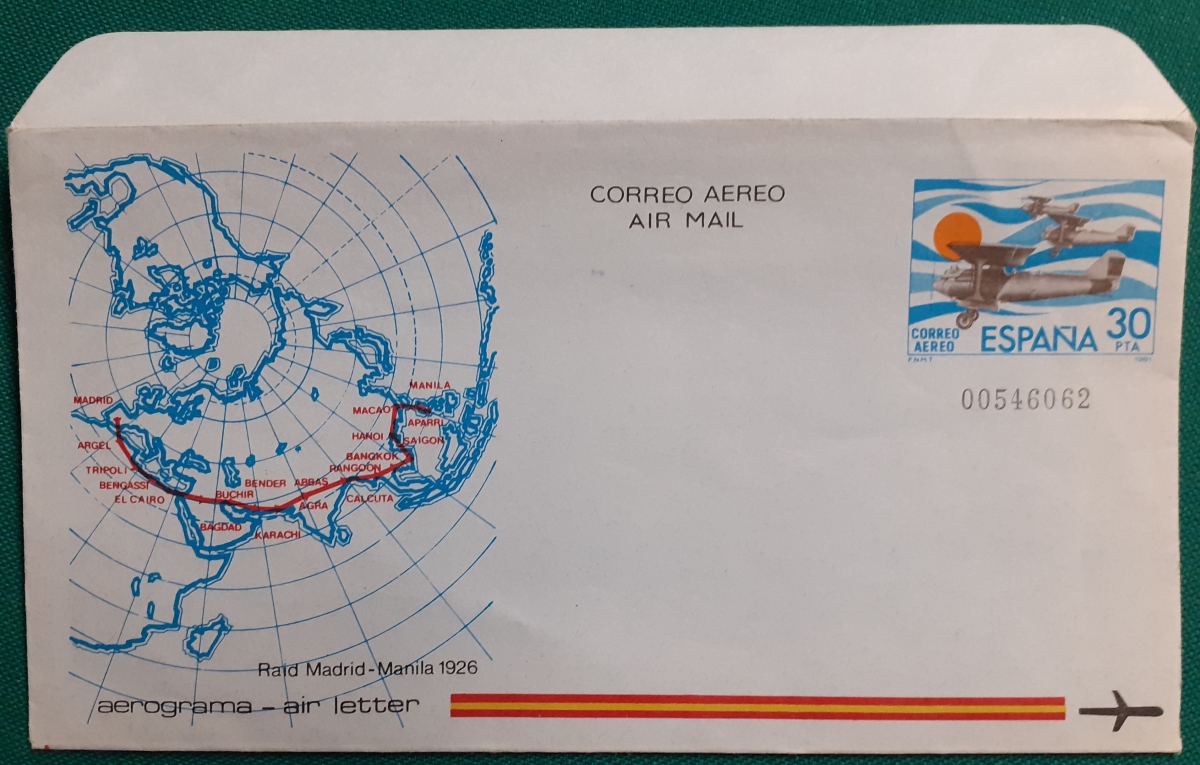 CORREO AEREO
AIR MAIL
CORREO
AEREO
ESPAÑA
30
PTA
F.N.M.T.
1981
00546062
MANILA
MADRID
MACAO
APARRI
ARGEL
HANOI
SAIGON
BANGKOK
TRIPOLI
RANGOON
BENGASSI
BENDER ABBAS
EL CAIRO
BUCHIR
CALCUTA
AGRA
BAGDAD
KARACHI
Raid Madrid-Manila 1926
aerograma - air letter